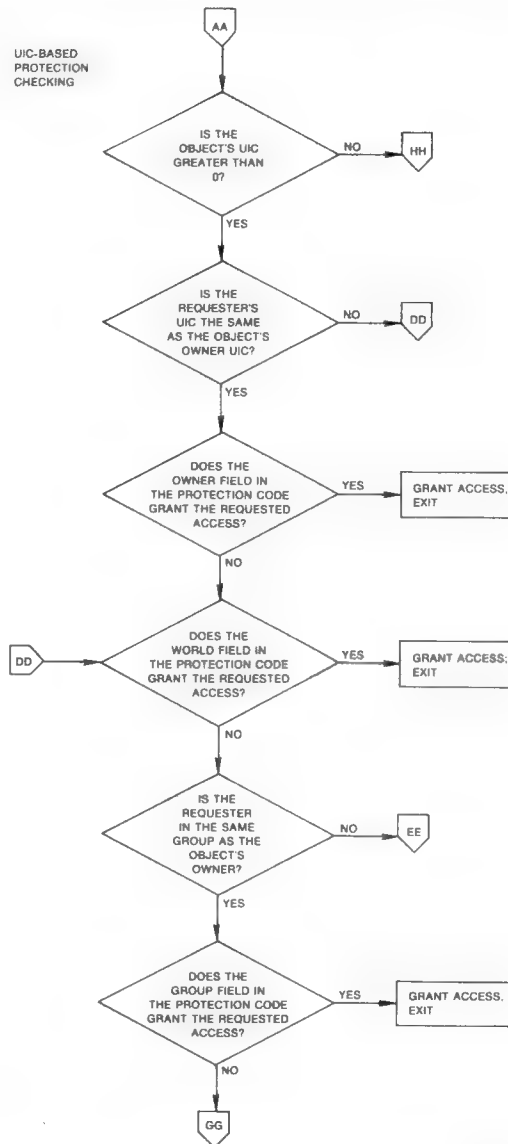 AA
UIC-BASED
PROTECTION
CHECKING
IS THE
OBJECT'S UIC
GREATER THAN
0?
NO
HH
YES
IS THE
REQUESTER'S
UIC THE SAME
AS THE OBJECT'S
OWNER UIC?
NO
DD
YES
DOES THE
OWNER FIELD IN
THE PROTECTION CODE
GRANT THE REQUESTED
ACCESS?
YES
GRANT ACCESS,
EXIT
NO
DD
DOES THE
WORLD FIELD IN
THE PROTECTION CODE
GRANT THE REQUESTED
ACCESS?
YES
GRANT ACCESS;
EXIT
NO
IS THE
REQUESTER
IN THE SAME
GROUP AS THE
OBJECT'S
OWNER?
NO
EE
YES
DOES THE
GROUP FIELD IN
THE PROTECTION CODE
GRANT THE REQUESTED
ACCESS?
YES
GRANT ACCESS,
EXIT
NO
GG